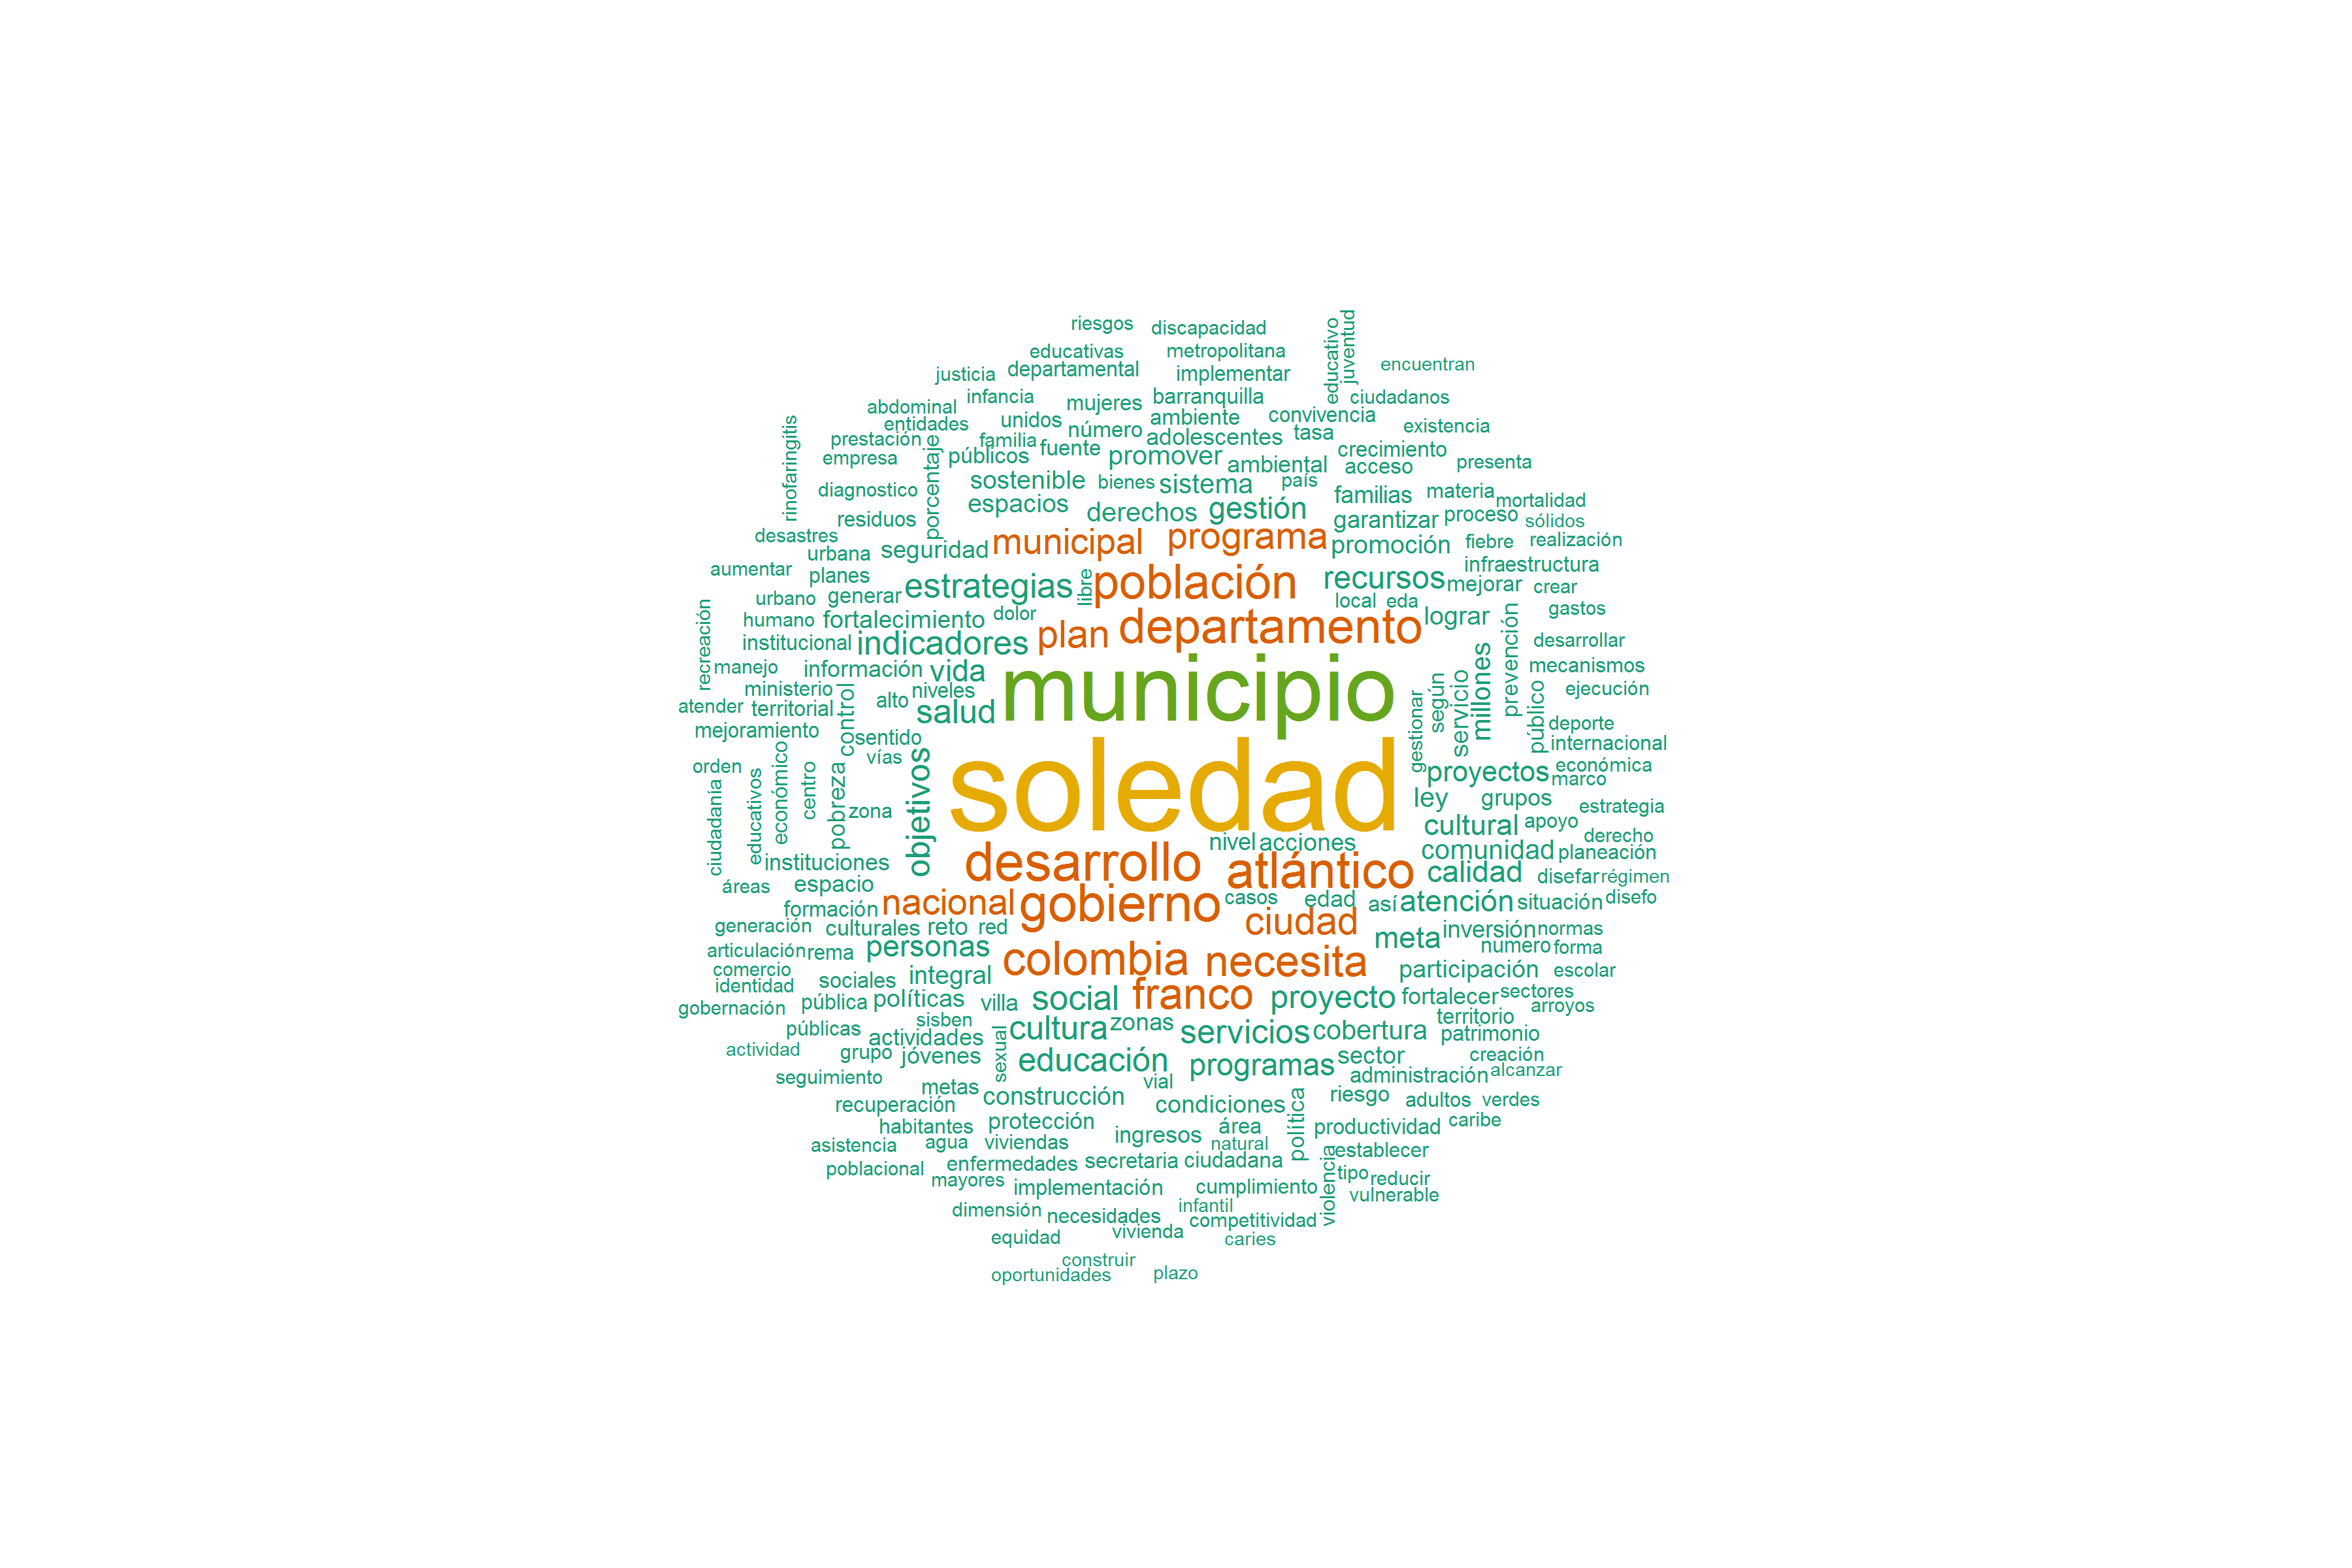 riesgos
discapacidad
educativo
juventud
educativas
metropolitana
encuentran
justicia
departamental
implementar
abdominal
infancia
mujeres
barranquilla
ciudadanos
entidades
unidos
ambiente
convivencia
existencia
rinofaringitis
prestación
familia
número
adolescentes
tasa
empresa
porcentaje
públicos
fuente
promover
ambiental
crecimiento
acceso
presenta
diagnostico
sostenible
bienes
sistema
país
familias
materia
mortalidad
residuos
espacios
derechos
gestión
garantizar
proceso
sólidos
desastres
urbana
seguridad
municipal
programa
promoción
fiebre
realización
aumentar
planes
estrategias
libre
población
recursos
mejorar
infraestructura
crear
urbano
generar
local
eda
gastos
recreación
humano
fortalecimiento
dolor
plan
departamento
lograr
prevención
desarrollar
institucional
indicadores
manejo
información
vida
municipio
millones
mecanismos
ministerio
niveles
alto
salud
gestionar
según
servicio
público
ejecución
atender
territorial
control
mejoramiento
sentido
deporte
internacional
vías
orden
ciudadanía
educativos
económico
centro
pobreza
zona
objetivos
soledad
proyectos
económica
marco
ley
grupos
estrategia
cultural
apoyo
derecho
nivel
acciones
comunidad
planeación
instituciones
desarrollo
atlántico
calidad
disefar
régimen
áreas
espacio
formación
nacional
gobierno
casos
edad
así
atención
situación
disefo
generación
culturales
reto
red
ciudad
meta
inversión
normas
articulación
rema
personas
numero
forma
comercio
colombia
necesita
participación
escolar
identidad
sociales
integral
gobernación
pública
políticas
villa
social
franco
proyecto
fortalecer
sectores
arroyos
públicas
sisben
cultura
zonas
servicios
cobertura
territorio
patrimonio
actividad
actividades
grupo
jóvenes
sexual
educación
programas
sector
creación
seguimiento
metas
vial
administración
alcanzar
recuperación
construcción
condiciones
política
riesgo
adultos
verdes
habitantes
protección
área
productividad
caribe
asistencia
agua
viviendas
ingresos
natural
establecer
poblacional
enfermedades
secretaria
ciudadana
violencia
tipo
reducir
mayores
implementación
cumplimiento
vulnerable
dimensión
necesidades
infantil
competitividad
equidad
vivienda
caries
construir
oportunidades
plazo